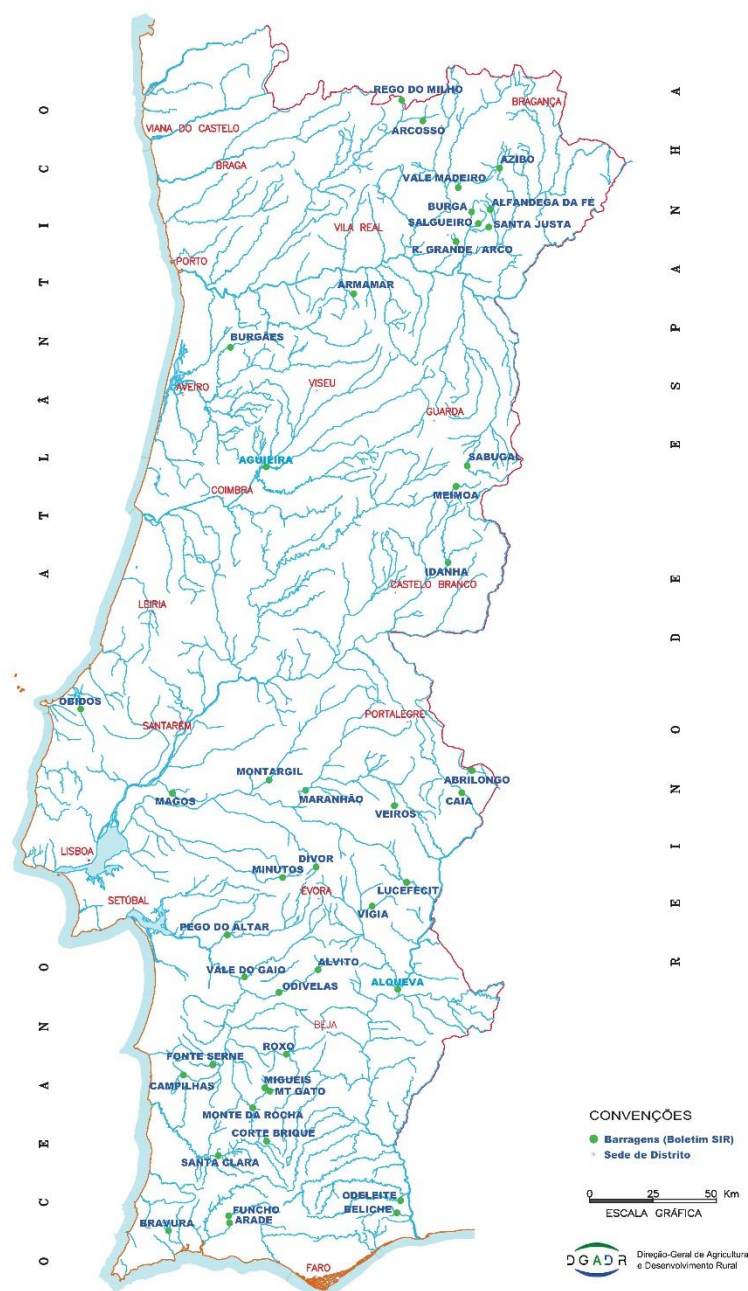 REGO DO MILHO
BRAGANÇA
ARCOSSÓ
VIANA DO CASTELO
BRAGA
AZIBO
VALE MADEIRO
BURGA
ALFANDEGA DA FÉ
SALGUEIRO
SANTA JUSTA
VILA REAL
R. GRANDE / ARCO
PORTO
ARMAMAR
BURGÃES
AVEIRO
VISEU
GUARDA
AGUIEIRA
SABUGAL
COIMBRA
MEIMOA
IDANHA
CASTELO BRANCO
LEIRIA
ÓBIDOS
SANTARÉM
PORTALEGRE
MONTARGIL
ABRILONGO
MAGOS
MARANHÃO
CAIA
VEIROS
LISBOA
DIVOR
MINUTOS
ÉVORA
LUCEFECIT
SETÚBAL
VIGIA
PEGO DO ALTAR
VALE DO GAIO
ALVITO
ALQUEVA
ODIVELAS
BEJA
ROXO
FONTE SERNE
CAMPILHAS
MIGUEIS
MT GATO
MONTE DA ROCHA
CORTE BRIQUE
SANTA CLARA
ODELEITE
BELICHE
FUNCHO
ARADE
BRAVURA
FARO
OCEANO ATLÂNTICO
REINO DE ESPANHA
CONVENÇÕES
Barragens (Boletim SIR)
Sede de Distrito
0 25 50 Km
ESCALA GRÁFICA
DGADR
Direção-Geral de Agricultura
e Desenvolvimento Rural